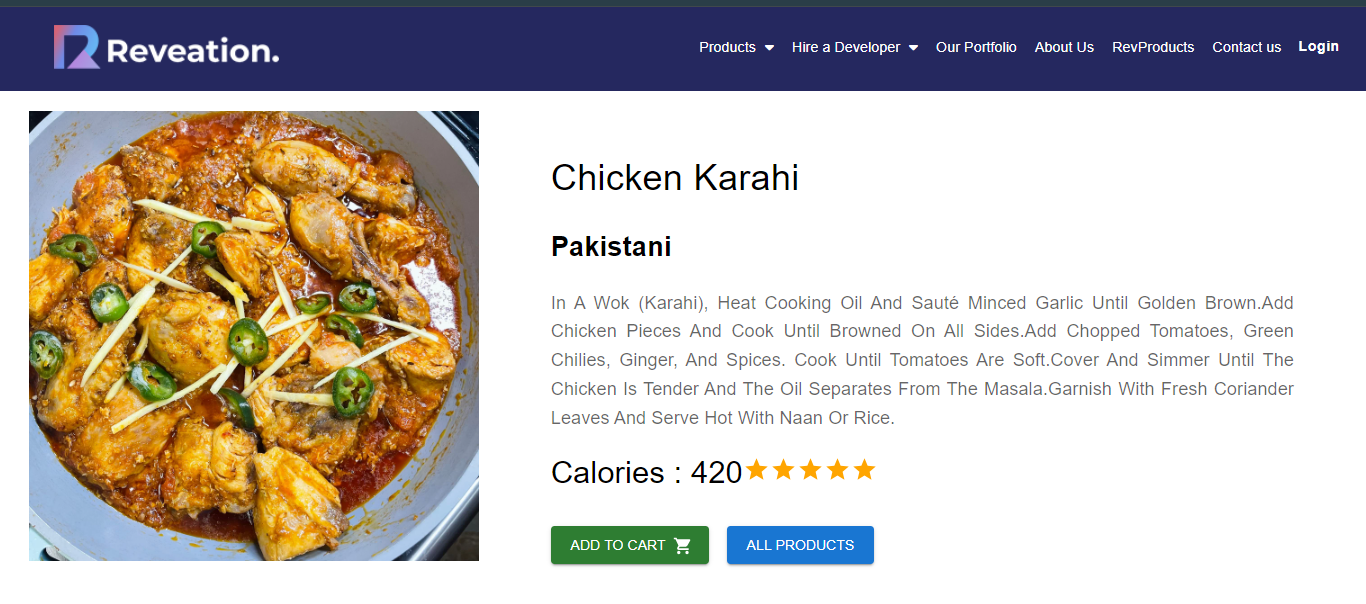 Reveation.
Products
Hire a Developer
Our Portfolio
About Us
RevProducts
Contact us
Login
Chicken Karahi
Pakistani
In A Wok (Karahi), Heat Cooking Oil And Sauté Minced Garlic Until Golden Brown.Add
Chicken Pieces And Cook Until Browned On All Sides.Add Chopped Tomatoes, Green
Chilies, Ginger, And Spices. Cook Until Tomatoes Are Soft.Cover And Simmer Until The
Chicken Is Tender And The Oil Separates From The Masala.Garnish With Fresh Coriander
Leaves And Serve Hot With Naan Or Rice.
Calories : 420
ADD TO CART
ALL PRODUCTS